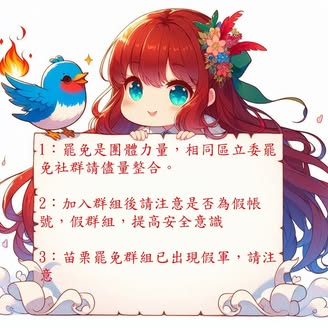 1：罷免是團體力量，相同區立委罷
免社群請儘量整合。
2：加入群組後請注意是否為假帳
號，假群組，提高安全意識
3：苗栗罷免群組已出現假軍，請注
意